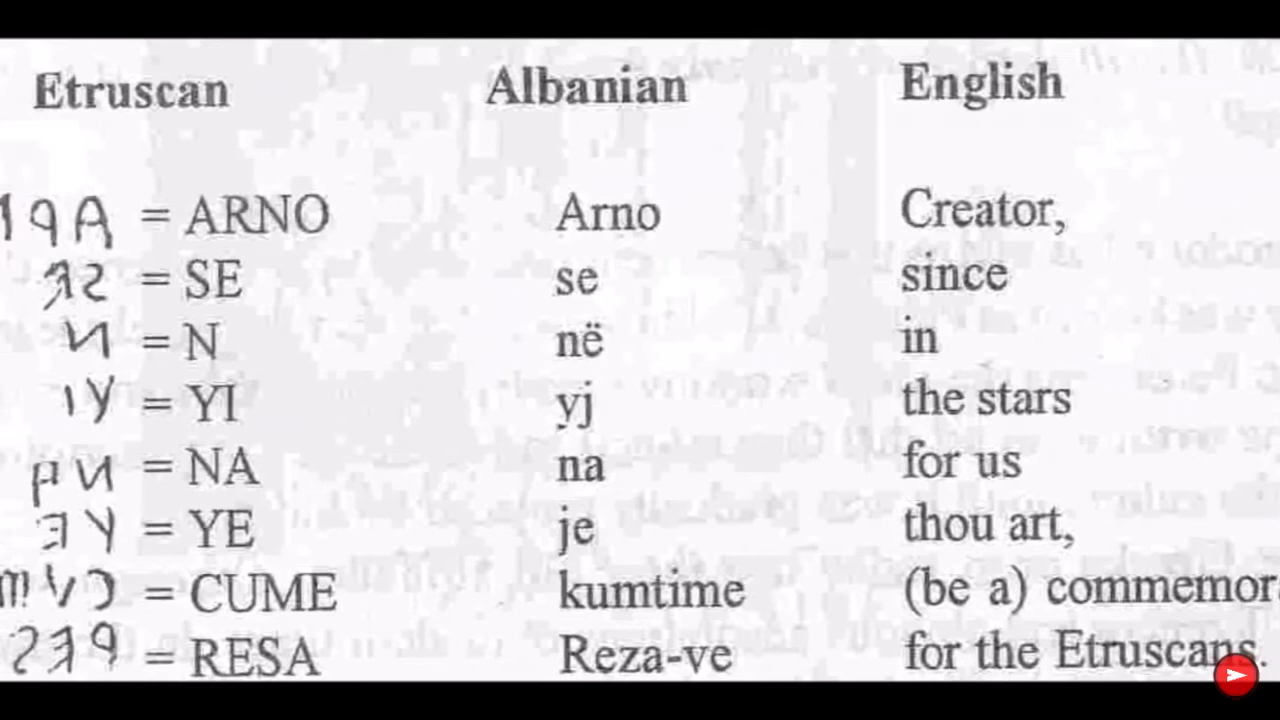 Etruscan Albanian English
= ARNO Arno Creator,
= SE se since
= N në in
= YI yj the stars
= NA na for us
= YE je thou art,
= CUME kumtime (be a)
= RESA Reza-ve for the Etruscans.